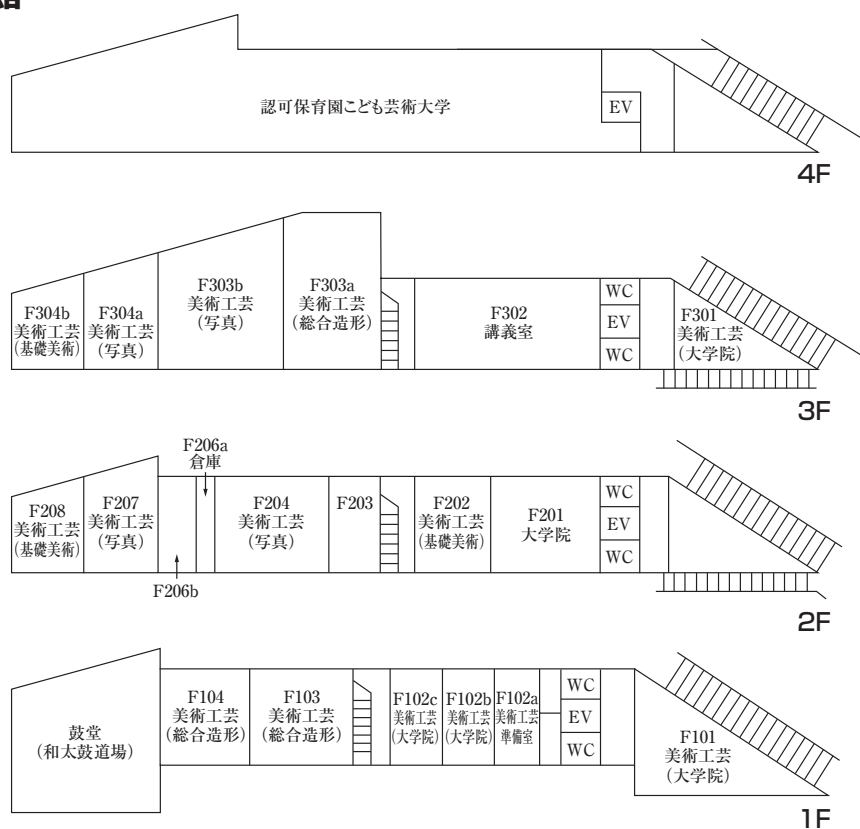 認可保育園こども芸術大学
EV
4F
F304b
美術工芸
(基礎美術)
F304a
美術工芸
(写真)
F303b
美術工芸
(写真)
F303a
美術工芸
(総合造形)
F302
講義室
WC
EV
WC
F301
美術工芸
(大学院)
3F
F206a
倉庫
F208
美術工芸
(基礎美術)
F207
美術工芸
(写真)
F206b
F204
美術工芸
(写真)
F203
F202
美術工芸
(基礎美術)
F201
大学院
WC
EV
WC
2F
鼓堂
(和太鼓道場)
F104
美術工芸
(総合造形)
F103
美術工芸
(総合造形)
F102c
美術工芸
(大学院)
F102b
美術工芸
(大学院)
F102a
美術工芸
準備室
WC
EV
WC
F101
美術工芸
(大学院)
1F